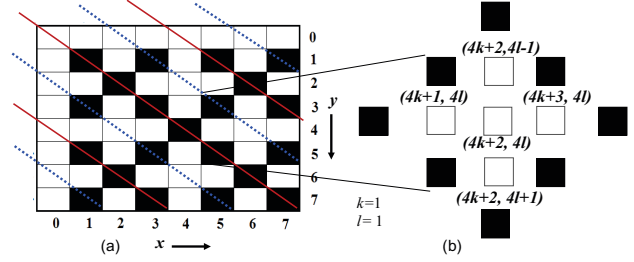 0
1
2
3
4
5
6
7
y
0 1 2 3 4 5 6 7
(a)
x
(4k+2,4l-1)
(4k+1, 4l)
(4k+3, 4l)
(4k+2, 4l)
(4k+2, 4l+1)
k=1
l= 1
(b)